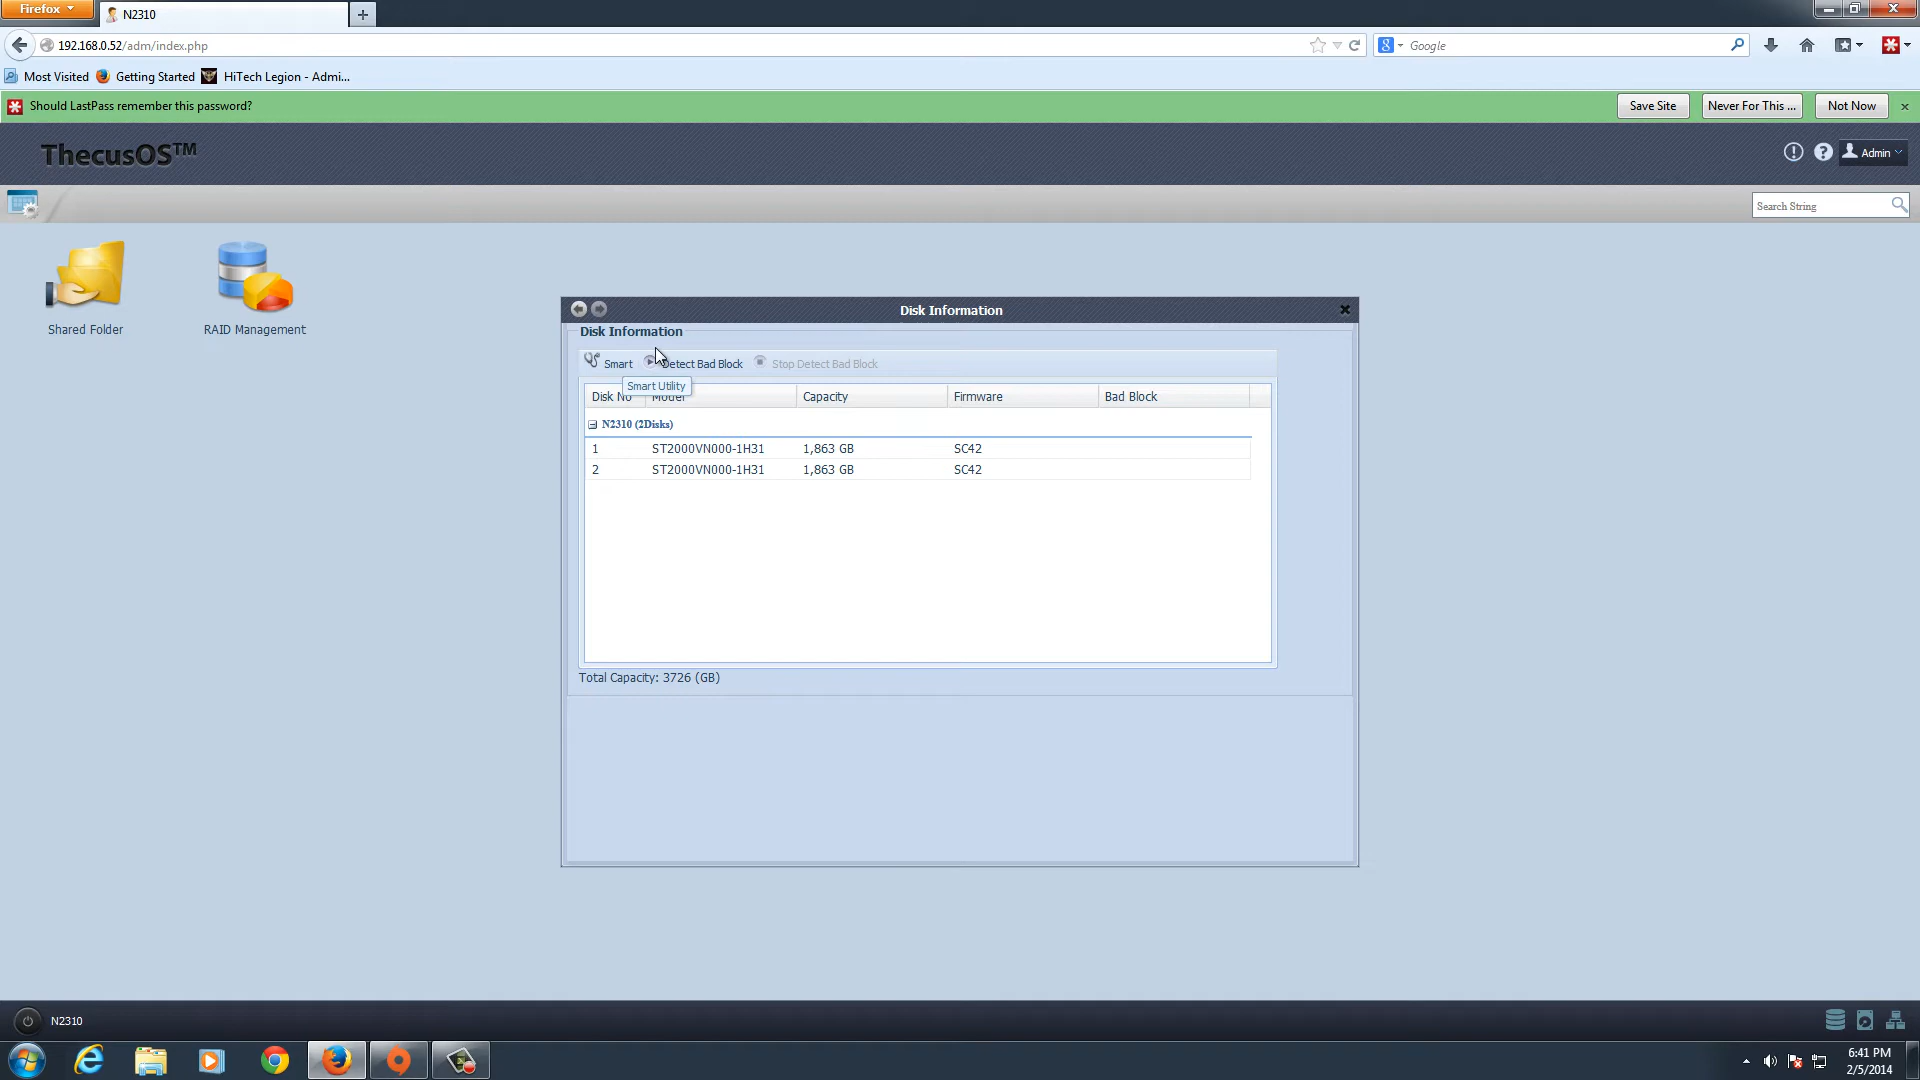 Firefox
N2310
192.168.0.52/adm/index.php
Google
Most Visited
Getting Started
HiTech Legion - Admi...
Should LastPass remember this password?
Save Site
Never For This ...
Not Now
ThecusOS™
Admin
Search String
Shared Folder
RAID Management
Disk Information
Disk Information
Smart
Detect Bad Block
Stop Detect Bad Block
Smart Utility
Disk No
Model
Capacity
Firmware
Bad Block
N2310 (2Disks)
1 ST2000VN000-1H31 1,863 GB SC42
2 ST2000VN000-1H31 1,863 GB SC42
Total Capacity: 3726 (GB)
N2310
6:41 PM
2/5/2014